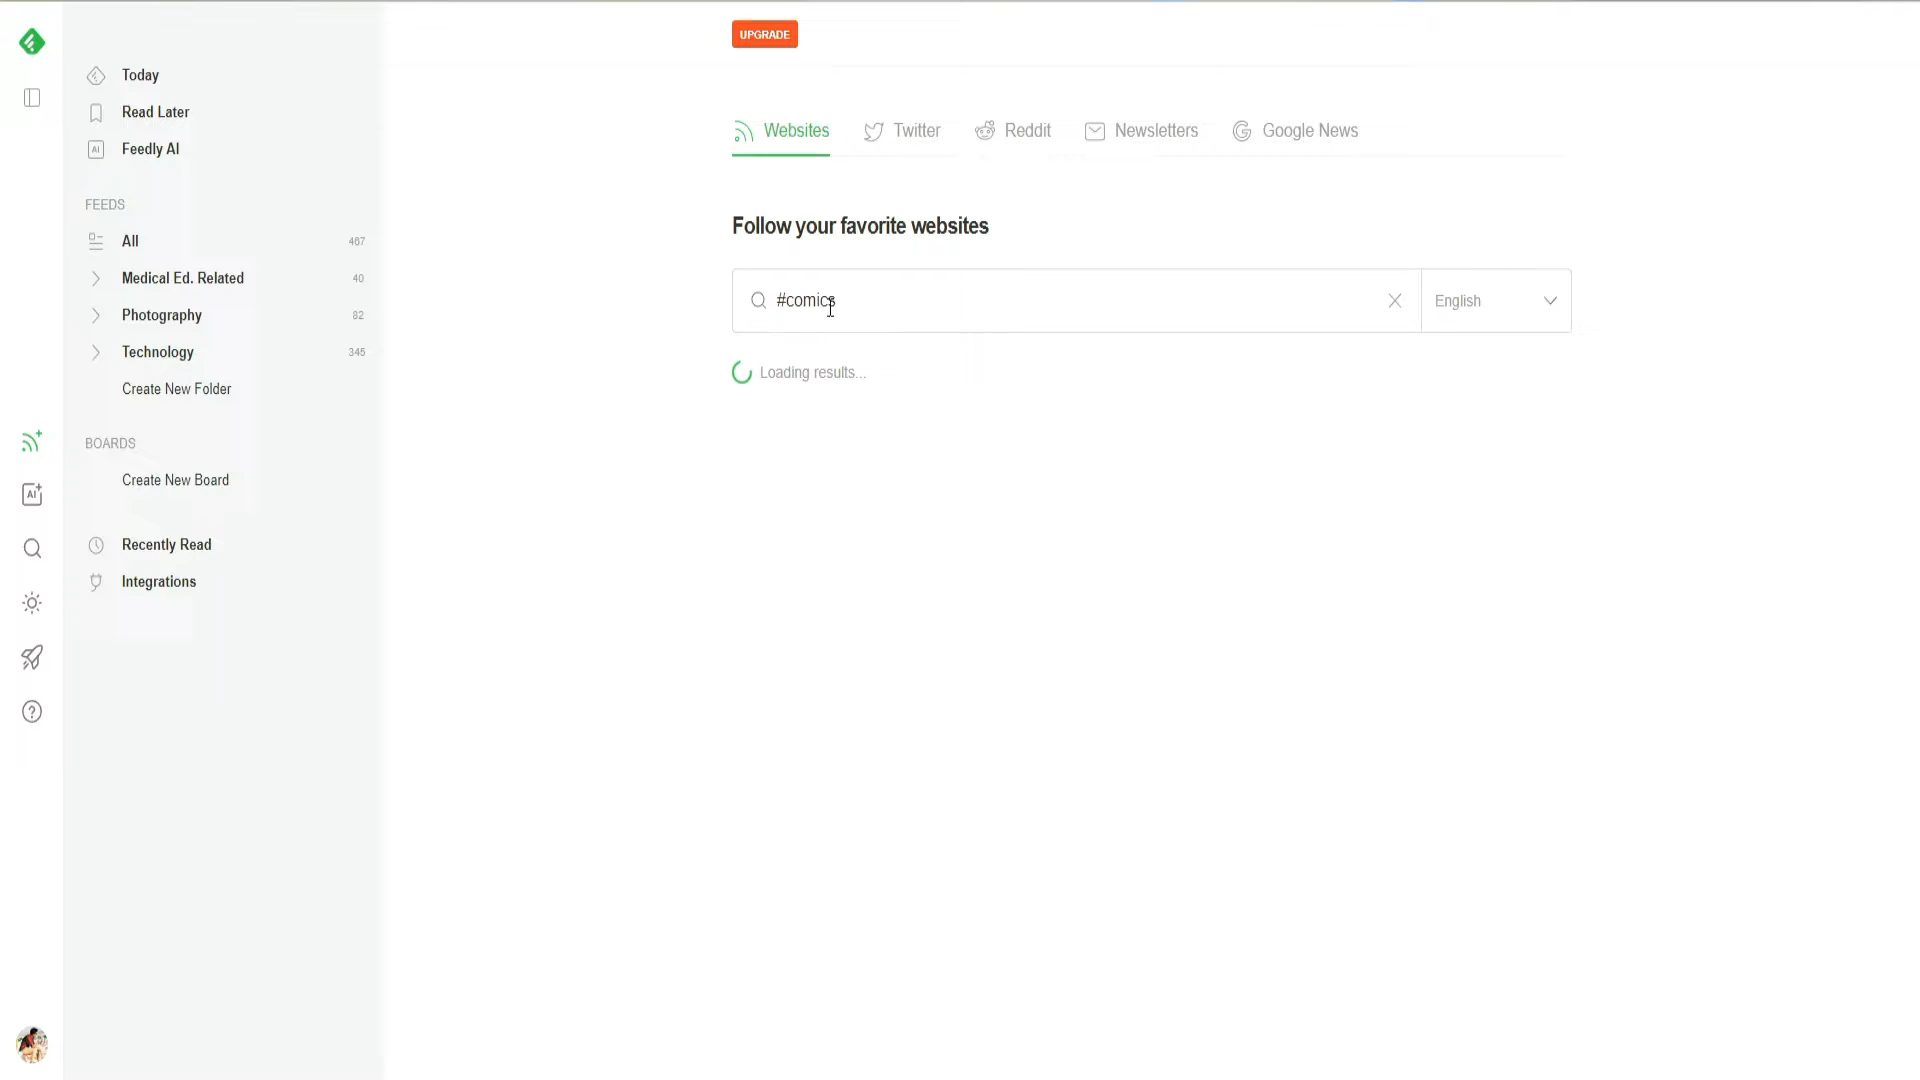 UPGRADE
Today
Read Later
AI Feedly AI
FEEDS
All 467
Medical Ed. Related 40
Photography 82
Technology 345
Create New Folder
BOARDS
Create New Board
Recently Read
Integrations
AI
Websites Twitter Reddit Newsletters Google News
Follow your favorite websites
#comics English
Loading results...